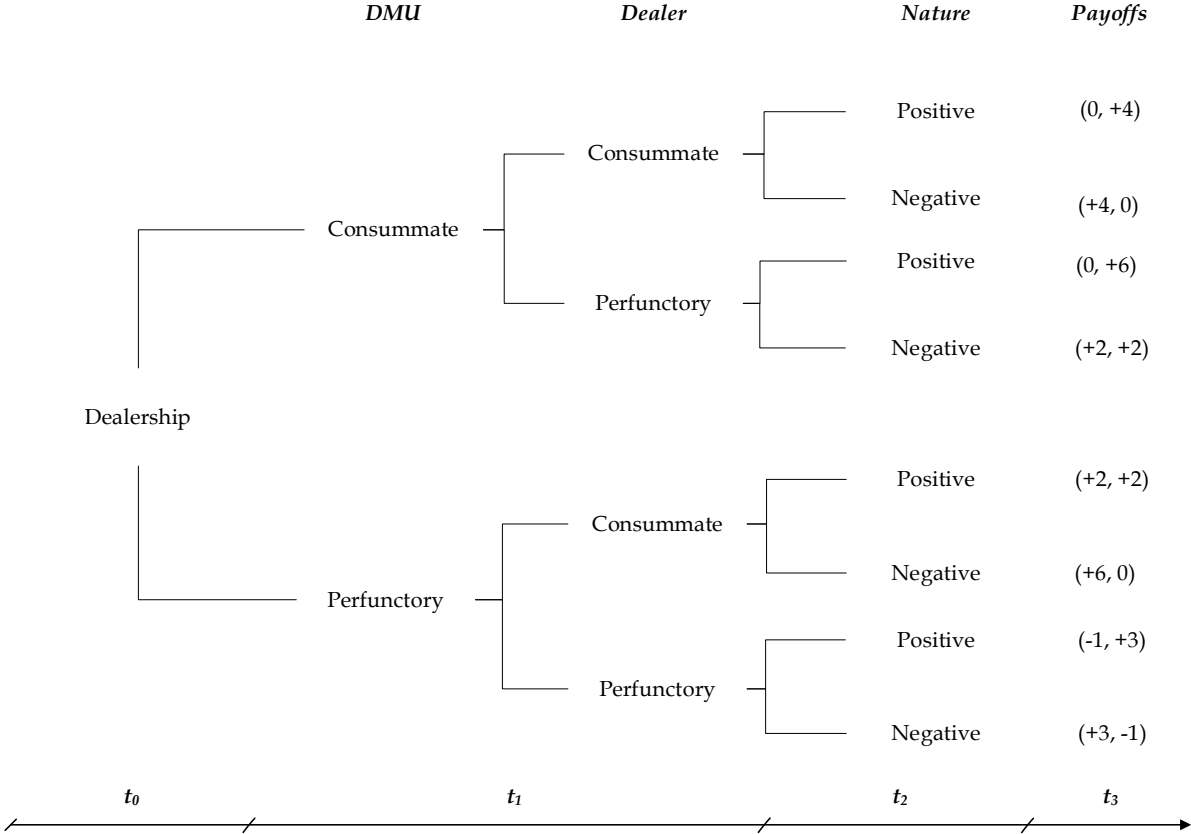 DMU Dealer Nature Payoffs
Positive (0, +4)
Consummate
Negative (+4, 0)
Consummate
Positive (0, +6)
Perfunctory
Negative (+2, +2)
Dealership
Positive (+2, +2)
Consummate
Negative (+6, 0)
Perfunctory
Positive (-1, +3)
Perfunctory
Negative (+3, -1)
t0 t1 t2 t3